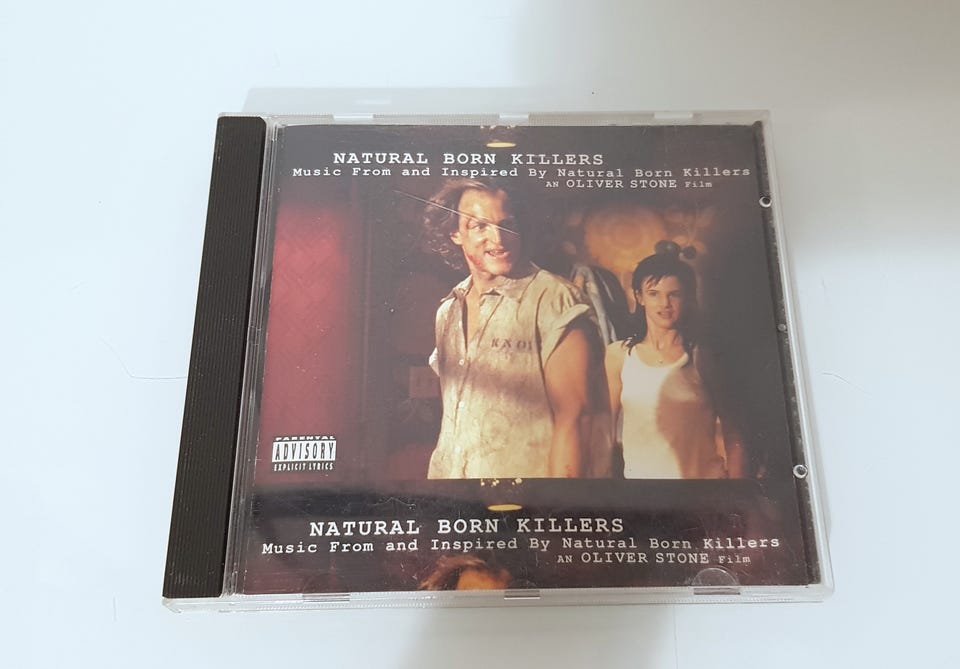 NATURAL BORN KILLERS
Music From and Inspired By Natural Born Killers
AN OLIVER STONE Film
KNOX
PARENTAL
ADVISORY
EXPLICIT LYRICS
NATURAL BORN KILLERS
Music From and Inspired By Natural Born Killers
AN OLIVER STONE Film